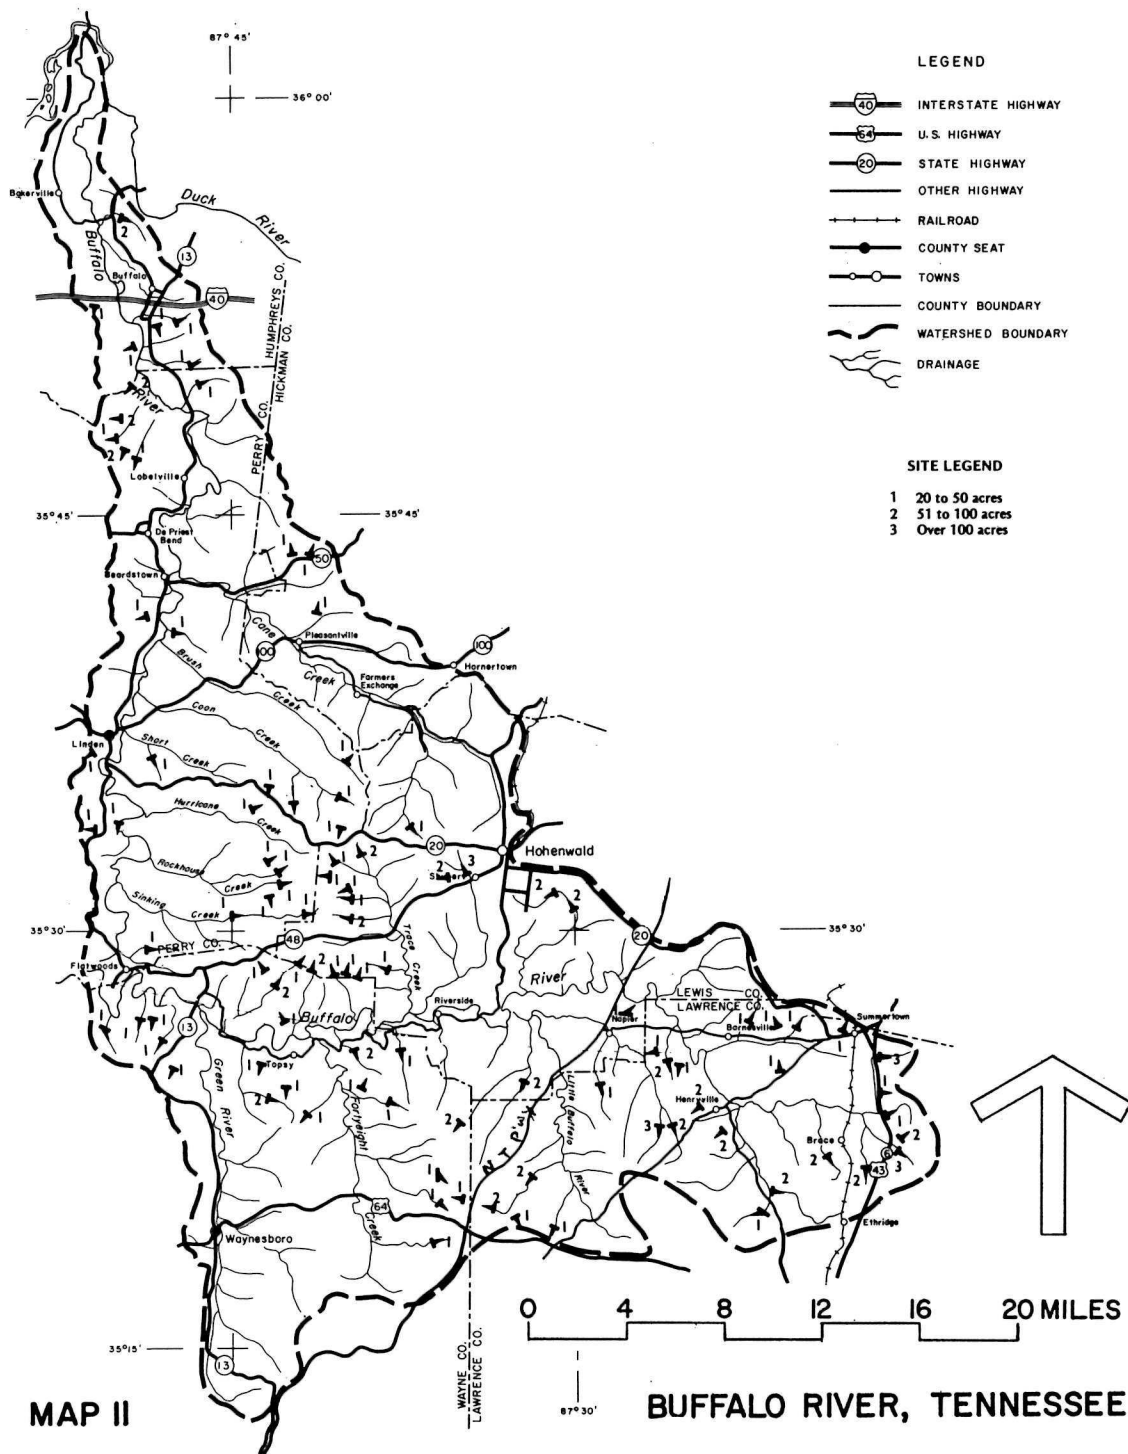 87° 45'
36° 00'
LEGEND
40 INTERSTATE HIGHWAY
64 U.S. HIGHWAY
20 STATE HIGHWAY
OTHER HIGHWAY
RAILROAD
COUNTY SEAT
TOWNS
COUNTY BOUNDARY
WATERSHED BOUNDARY
DRAINAGE
SITE LEGEND
1 20 to 50 acres
2 51 to 100 acres
3 Over 100 acres
Bakerville
Duck River
Buffalo
River
2
13
Buffalo
40
HUMPHREYS CO.
HICKMAN CO.
PERRY CO.
Lobelville
35° 45'
35° 45'
De Priest
Bend
50
Beardstown
Cane
Creek
Pleasantville
100
100
Hornertown
Farmers
Exchange
Brush
Creek
Coon
Creek
Linden
Short
Creek
Hurricane
Creek
20
Hohenwald
Rockhouse
Creek
Sinking
Creek
35° 30'
35° 30'
PERRY CO.
48
Trace
Creek
20
Flatwoods
River
LEWIS CO.
LAWRENCE CO.
Riverside
Buffalo
Napier
Barnesville
Summertown
13
Topsy
Green
River
Fortyeight
Creek
Little Buffalo
River
Henryville
N T P'W'Y
Brace
6
43
64
Waynesboro
Ethridge
0 4 8 12 16 20 MILES
35° 15'
13
WAYNE CO.
LAWRENCE CO.
87° 30'
MAP II
BUFFALO RIVER, TENNESSEE